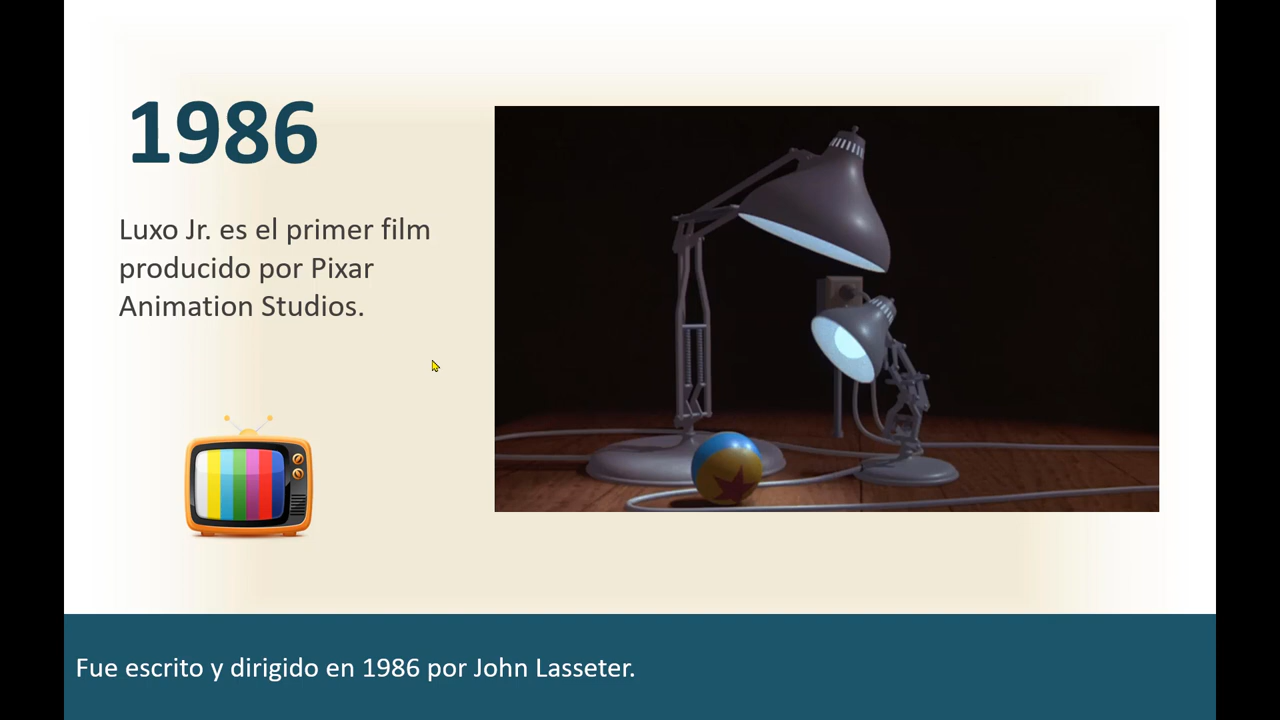 1986
Luxo Jr. es el primer film
producido por Pixar
Animation Studios.
Fue escrito y dirigido en 1986 por John Lasseter.